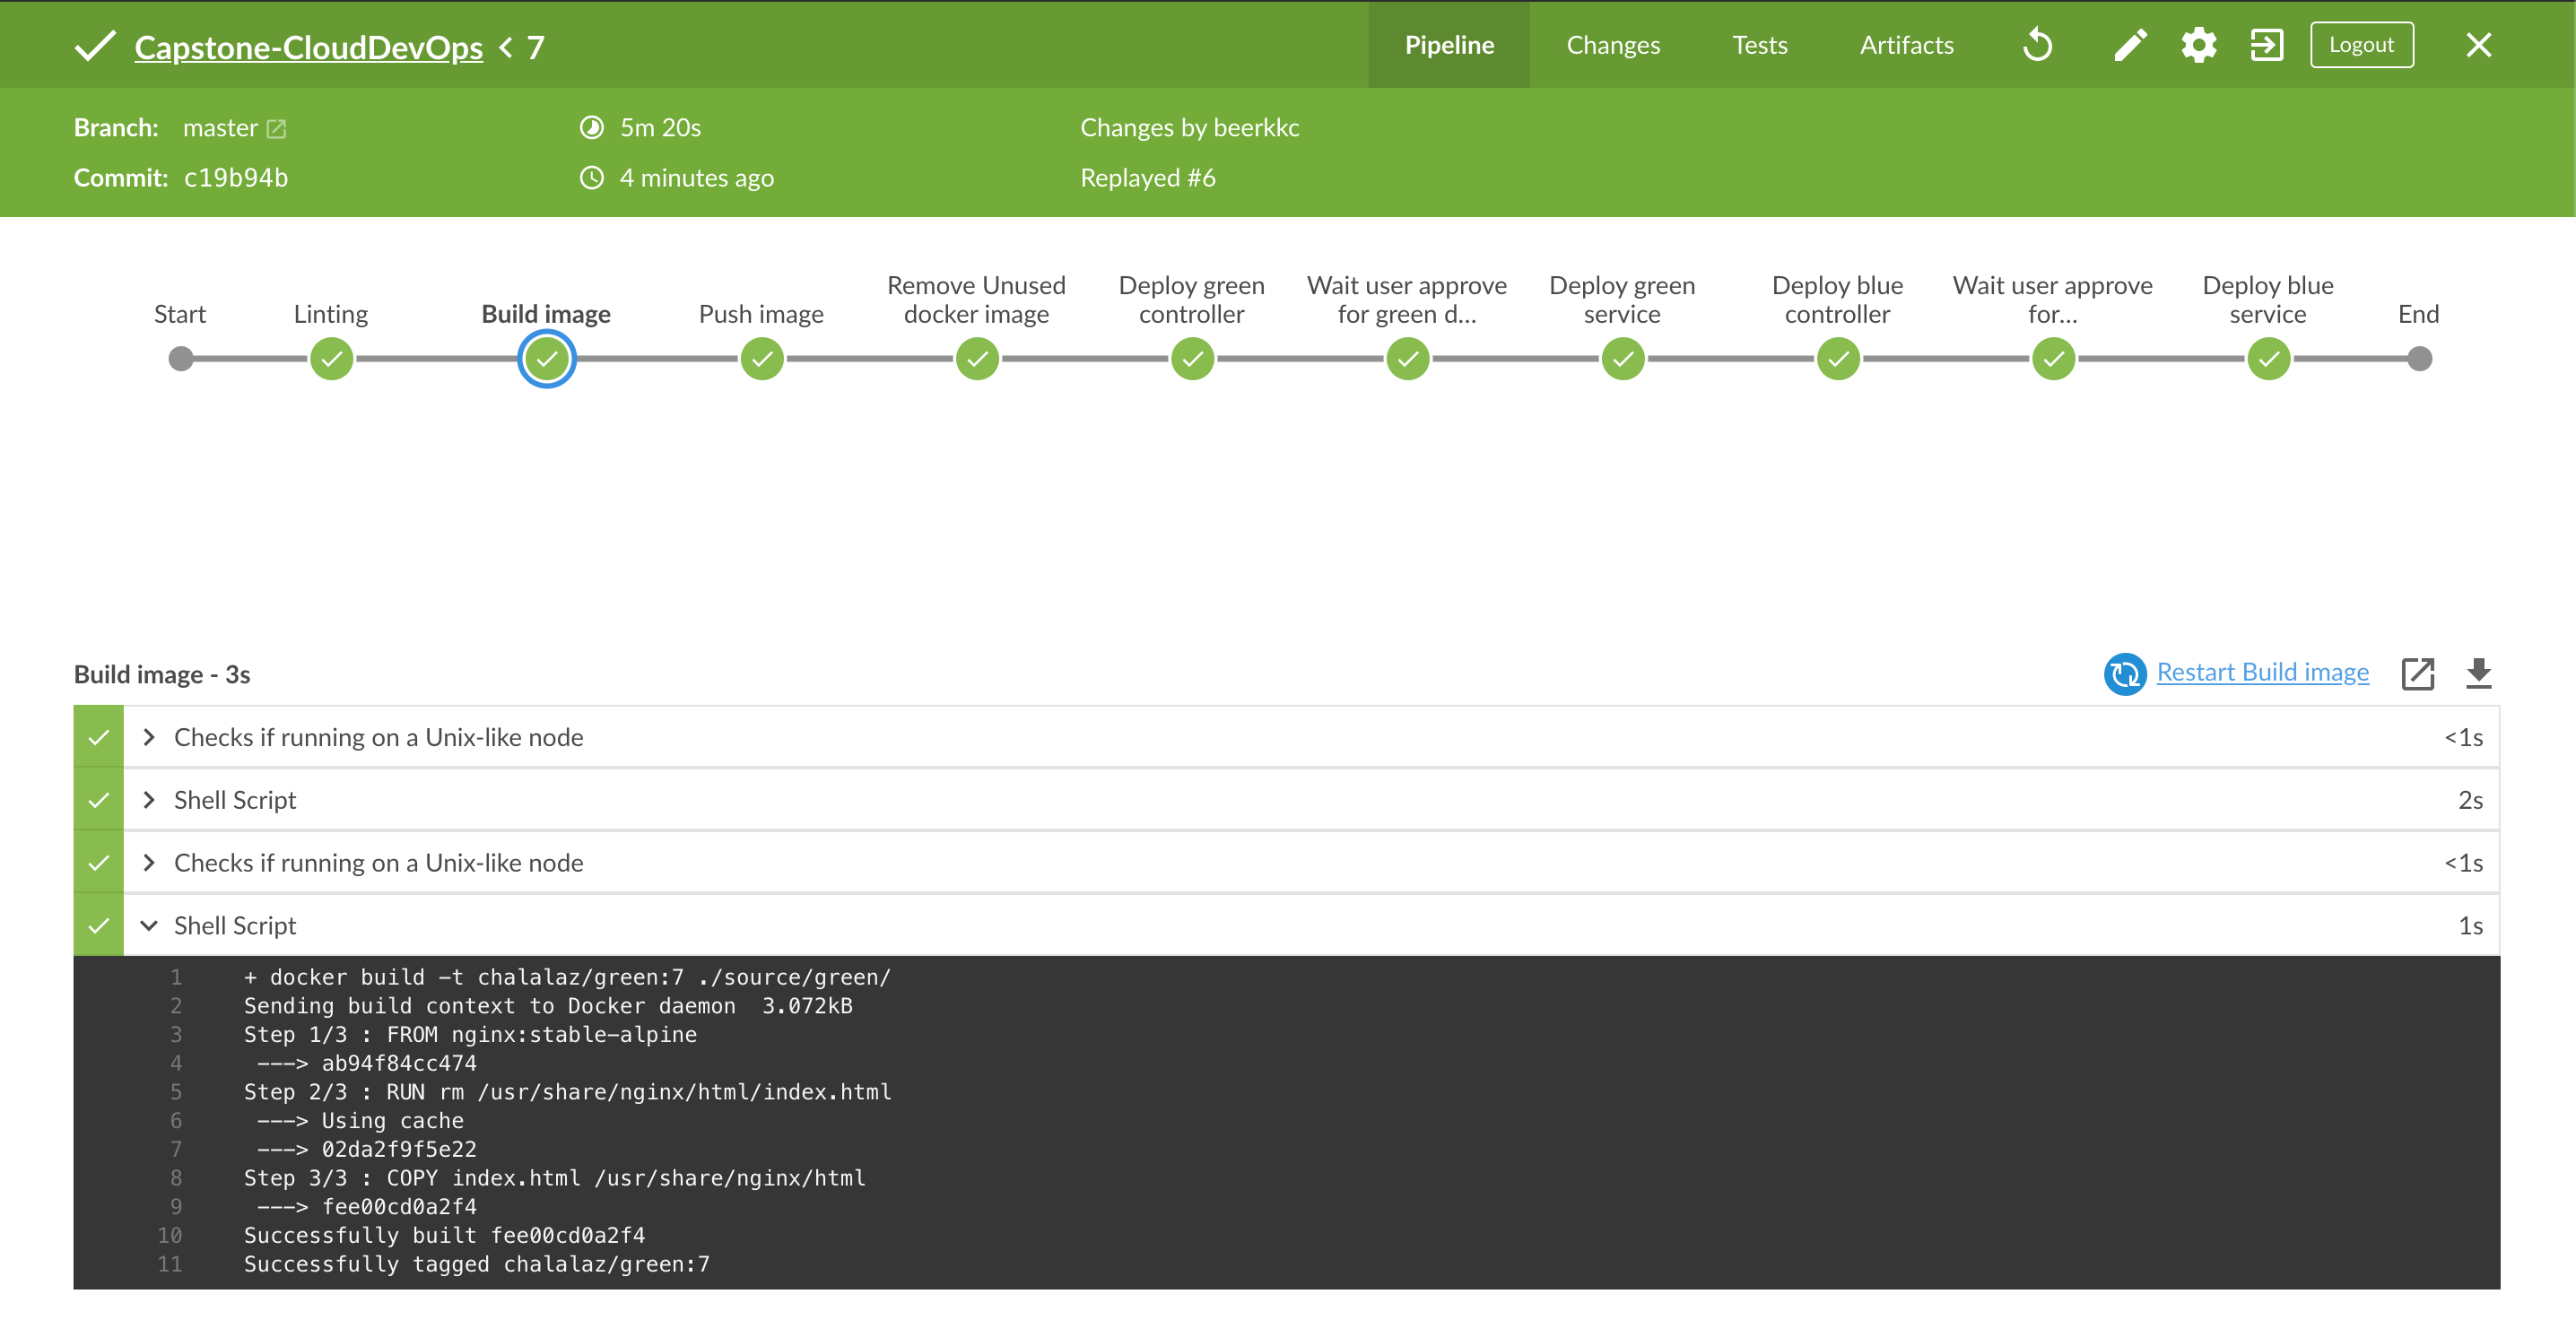 Capstone-CloudDevOps < 7
Pipeline Changes Tests Artifacts Logout
Branch: master 5m 20s Changes by beerkkc
Commit: c19b94b 4 minutes ago Replayed #6
Start
Linting
Build image
Push image
Remove Unused
docker image
Deploy green
controller
Wait user approve
for green d...
Deploy green
service
Deploy blue
controller
Wait user approve
for...
Deploy blue
service
End
Build image - 3s Restart Build image
Checks if running on a Unix-like node <1s
Shell Script 2s
Checks if running on a Unix-like node <1s
Shell Script 1s
1 + docker build -t chalalaz/green:7 ./source/green/
2 Sending build context to Docker daemon  3.072kB
3 Step 1/3 : FROM nginx:stable-alpine
4 ---> ab94f84cc474
5 Step 2/3 : RUN rm /usr/share/nginx/html/index.html
6 ---> Using cache
7 ---> 02da2f9f5e22
8 Step 3/3 : COPY index.html /usr/share/nginx/html
9 ---> fee00cd0a2f4
10 Successfully built fee00cd0a2f4
11 Successfully tagged chalalaz/green:7